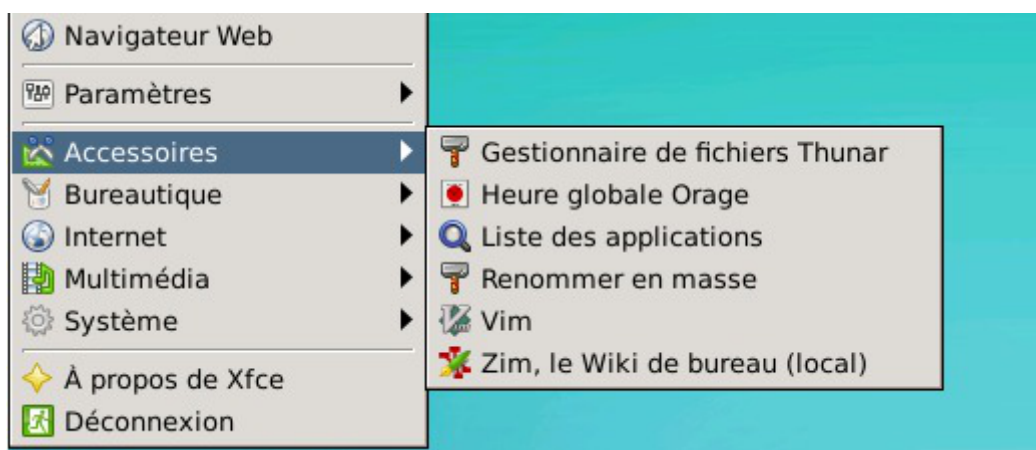 Navigateur Web
Paramètres
Accessoires
Bureautique
Internet
Multimédia
Système
À propos de Xfce
Déconnexion
Gestionnaire de fichiers Thunar
Heure globale Orage
Liste des applications
Renommer en masse
Vim
Zim, le Wiki de bureau (local)